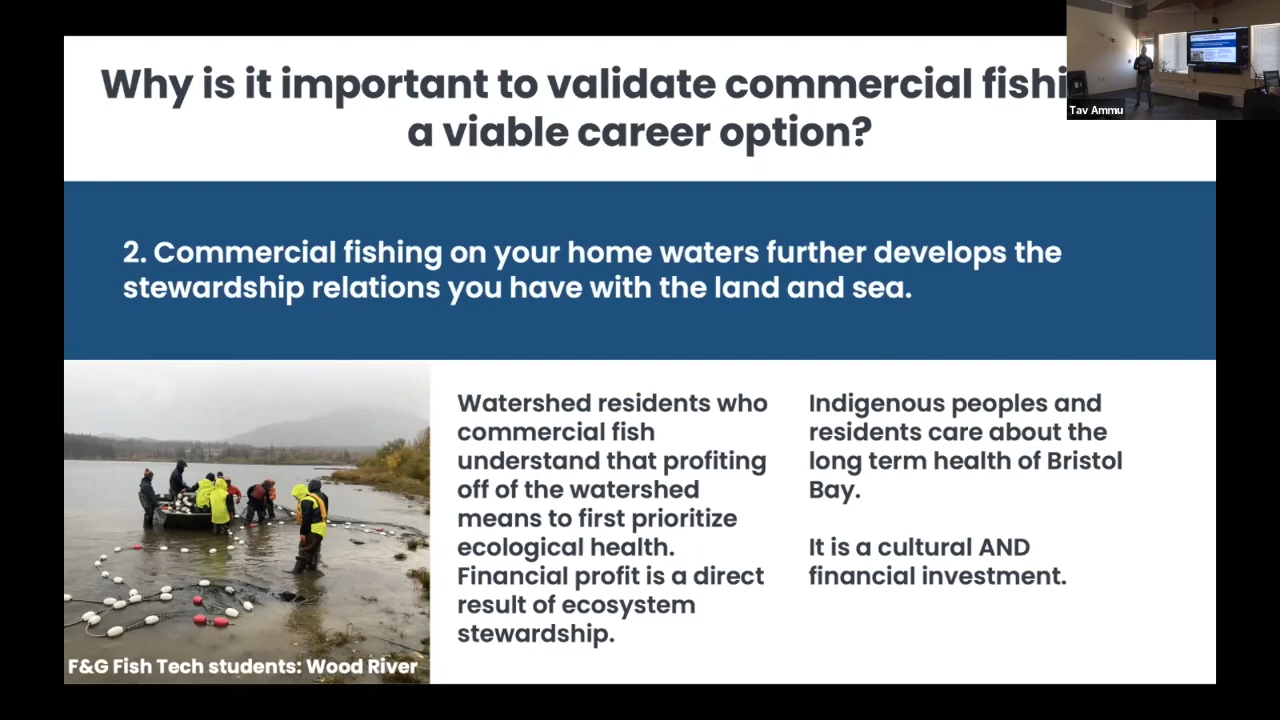 Why is it important to validate commercial fishi
a viable career option?
Tav Ammu
2. Commercial fishing on your home waters further develops the
stewardship relations you have with the land and sea.
Watershed residents who
commercial fish
understand that profiting
off of the watershed
means to first prioritize
ecological health.
Financial profit is a direct
result of ecosystem
stewardship.
Indigenous peoples and
residents care about the
long term health of Bristol
Bay.
It is a cultural AND
financial investment.
F&G Fish Tech students: Wood River